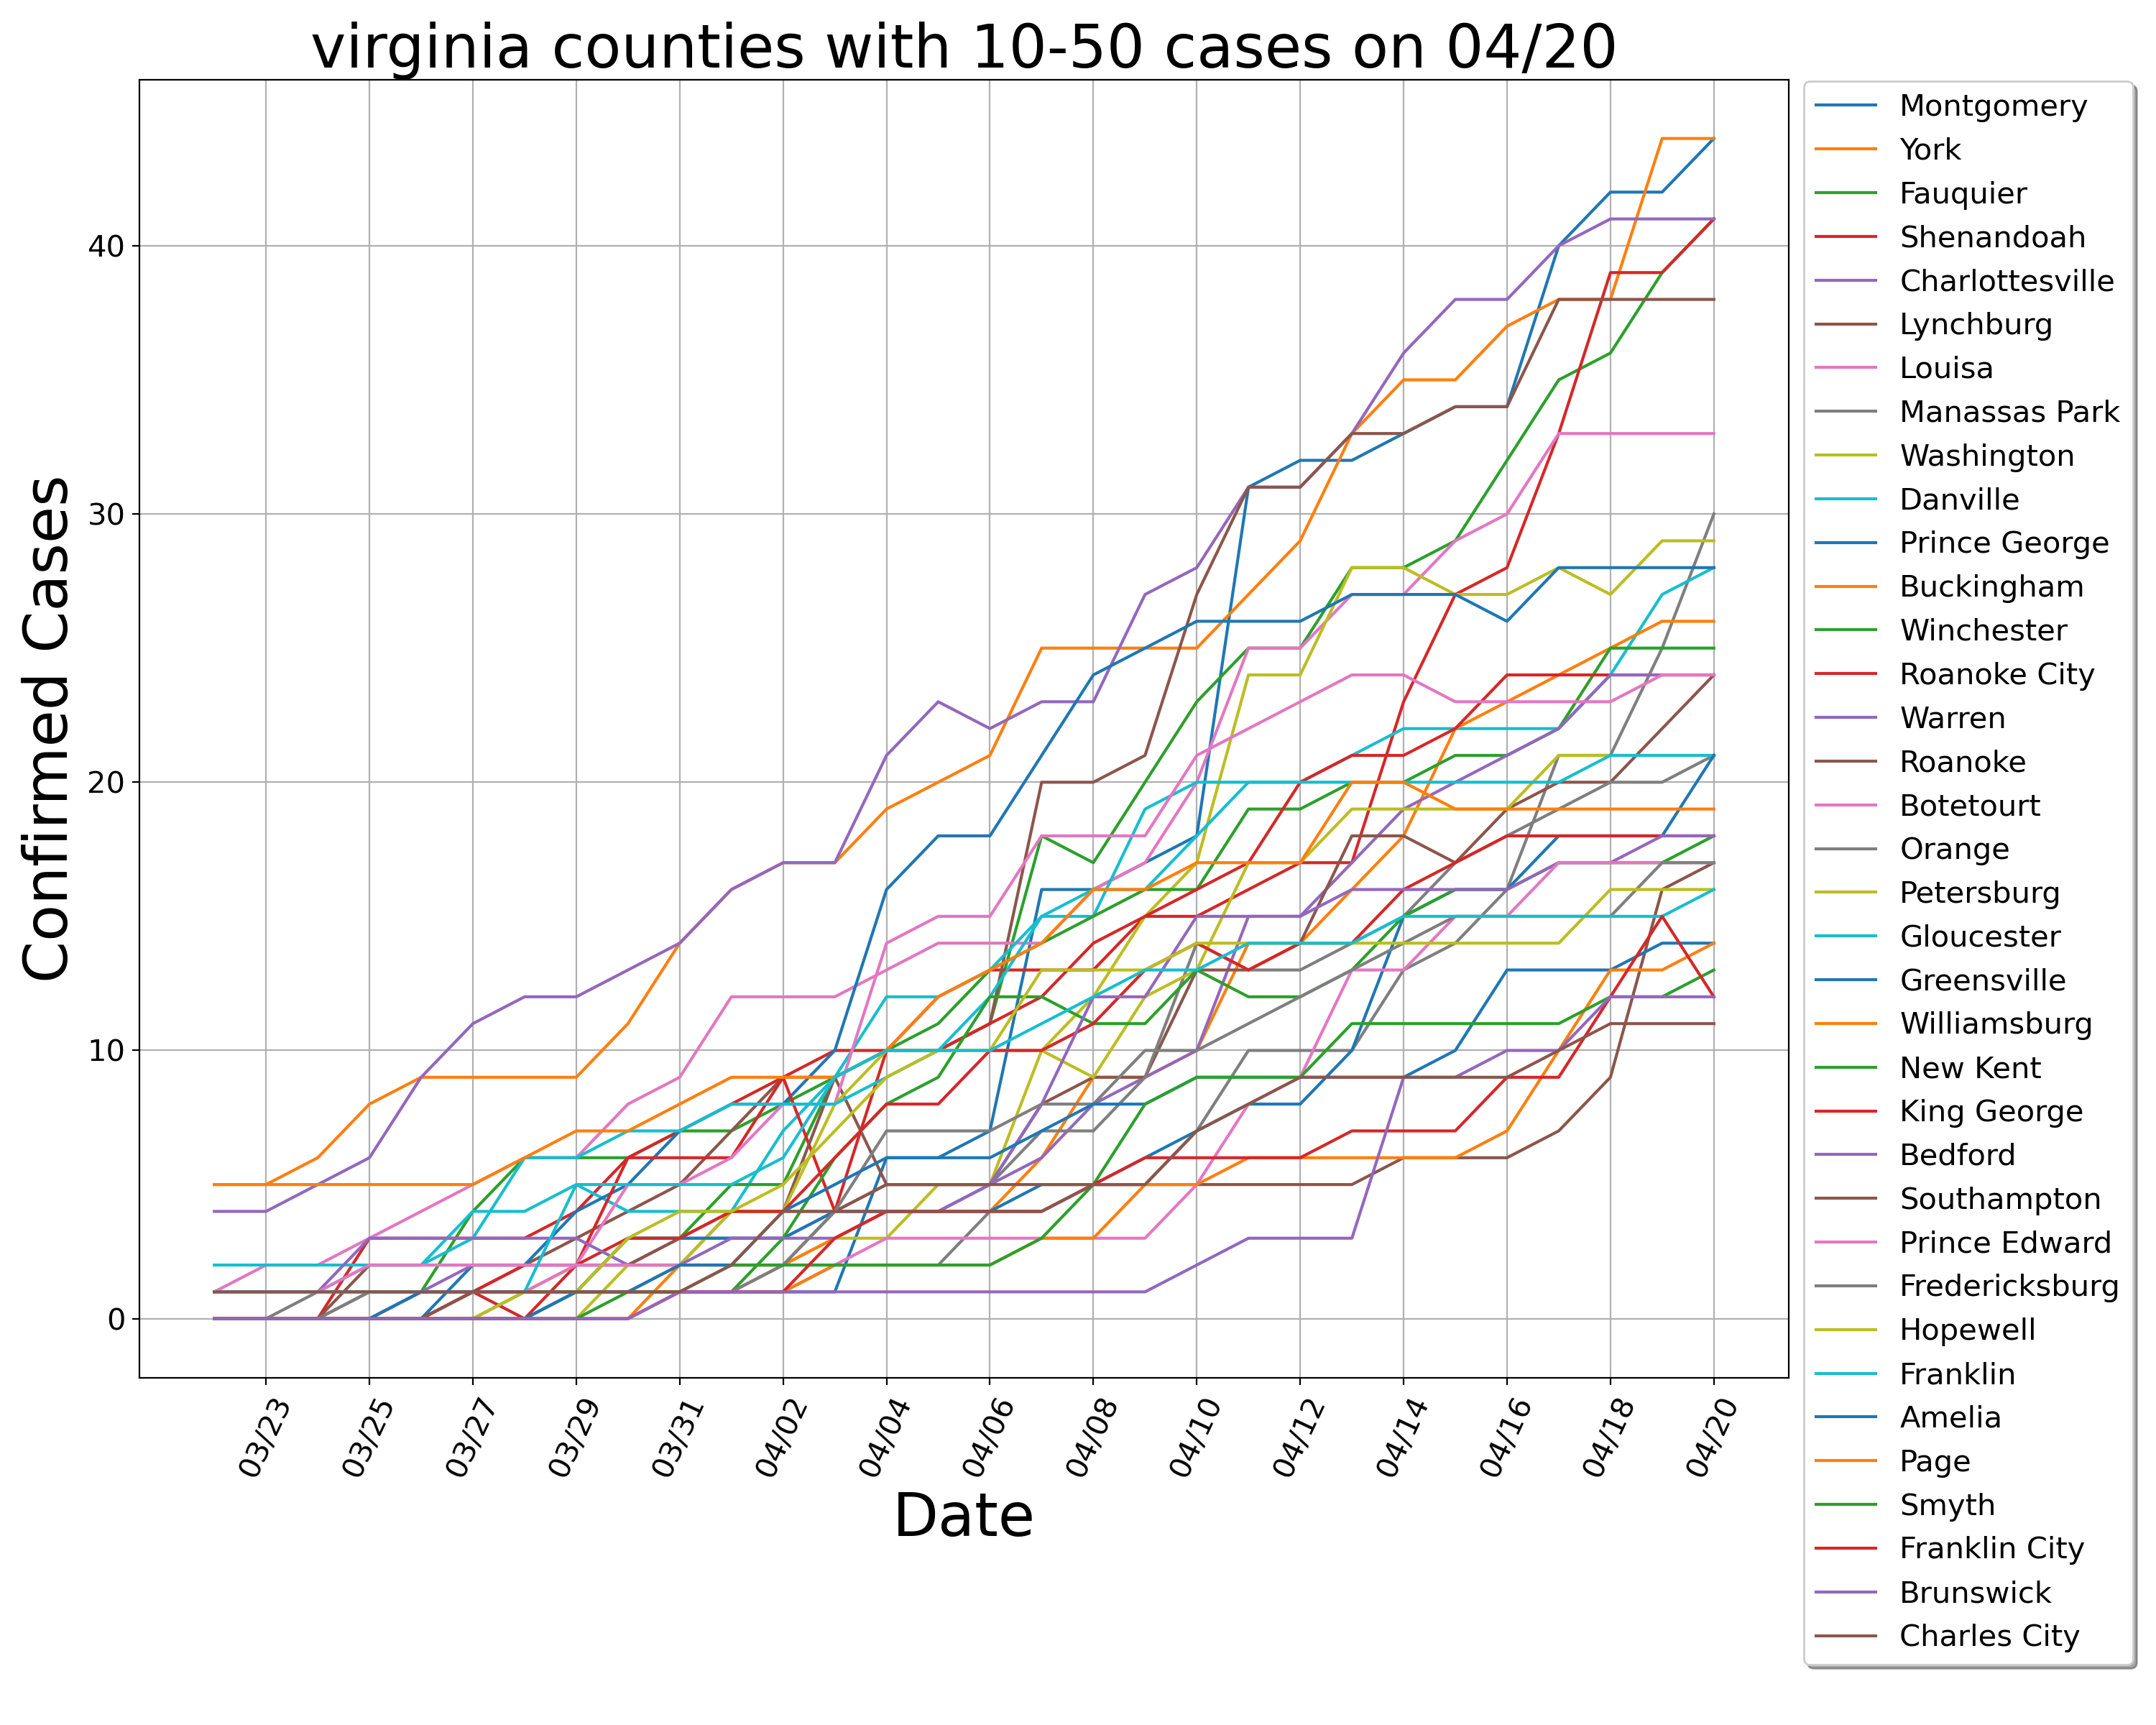 virginia counties with 10-50 cases on 04/20
Confirmed Cases
40
30
20
10
0
03/23
03/25
03/27
03/29
03/31
04/02
04/04
04/06
04/08
04/10
04/12
04/14
04/16
04/18
04/20
Date
Montgomery
York
Fauquier
Shenandoah
Charlottesville
Lynchburg
Louisa
Manassas Park
Washington
Danville
Prince George
Buckingham
Winchester
Roanoke City
Warren
Roanoke
Botetourt
Orange
Petersburg
Gloucester
Greensville
Williamsburg
New Kent
King George
Bedford
Southampton
Prince Edward
Fredericksburg
Hopewell
Franklin
Amelia
Page
Smyth
Franklin City
Brunswick
Charles City